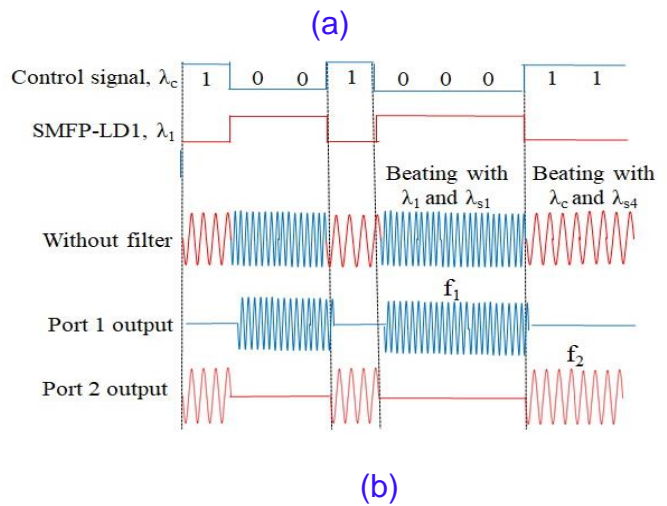 (a)
Control signal, λc 1 0 0 1 0 0 0 1 1
SMFP-LD1, λ1
Beating with λ1 and λs1
Beating with λc and λs4
Without filter
f1
Port 1 output
f2
Port 2 output
(b)